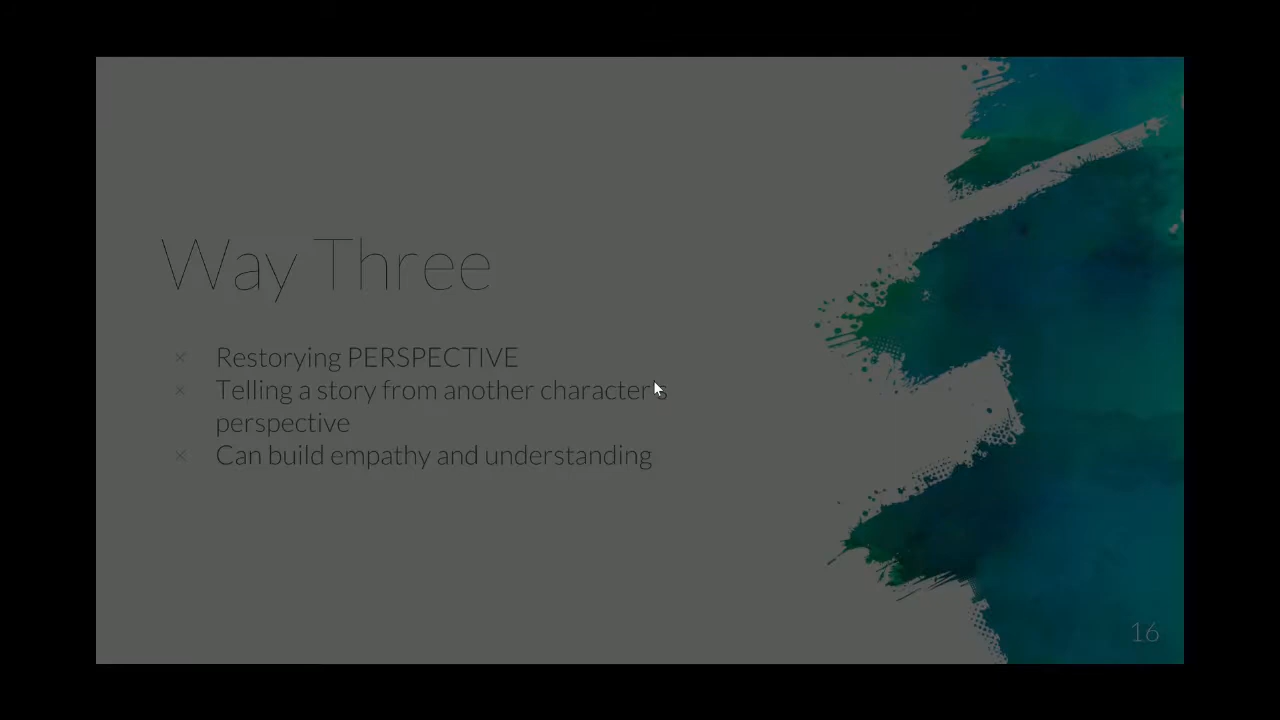 Way Three
× Restorying PERSPECTIVE
× Telling a story from another character's
perspective
× Can build empathy and understanding
16